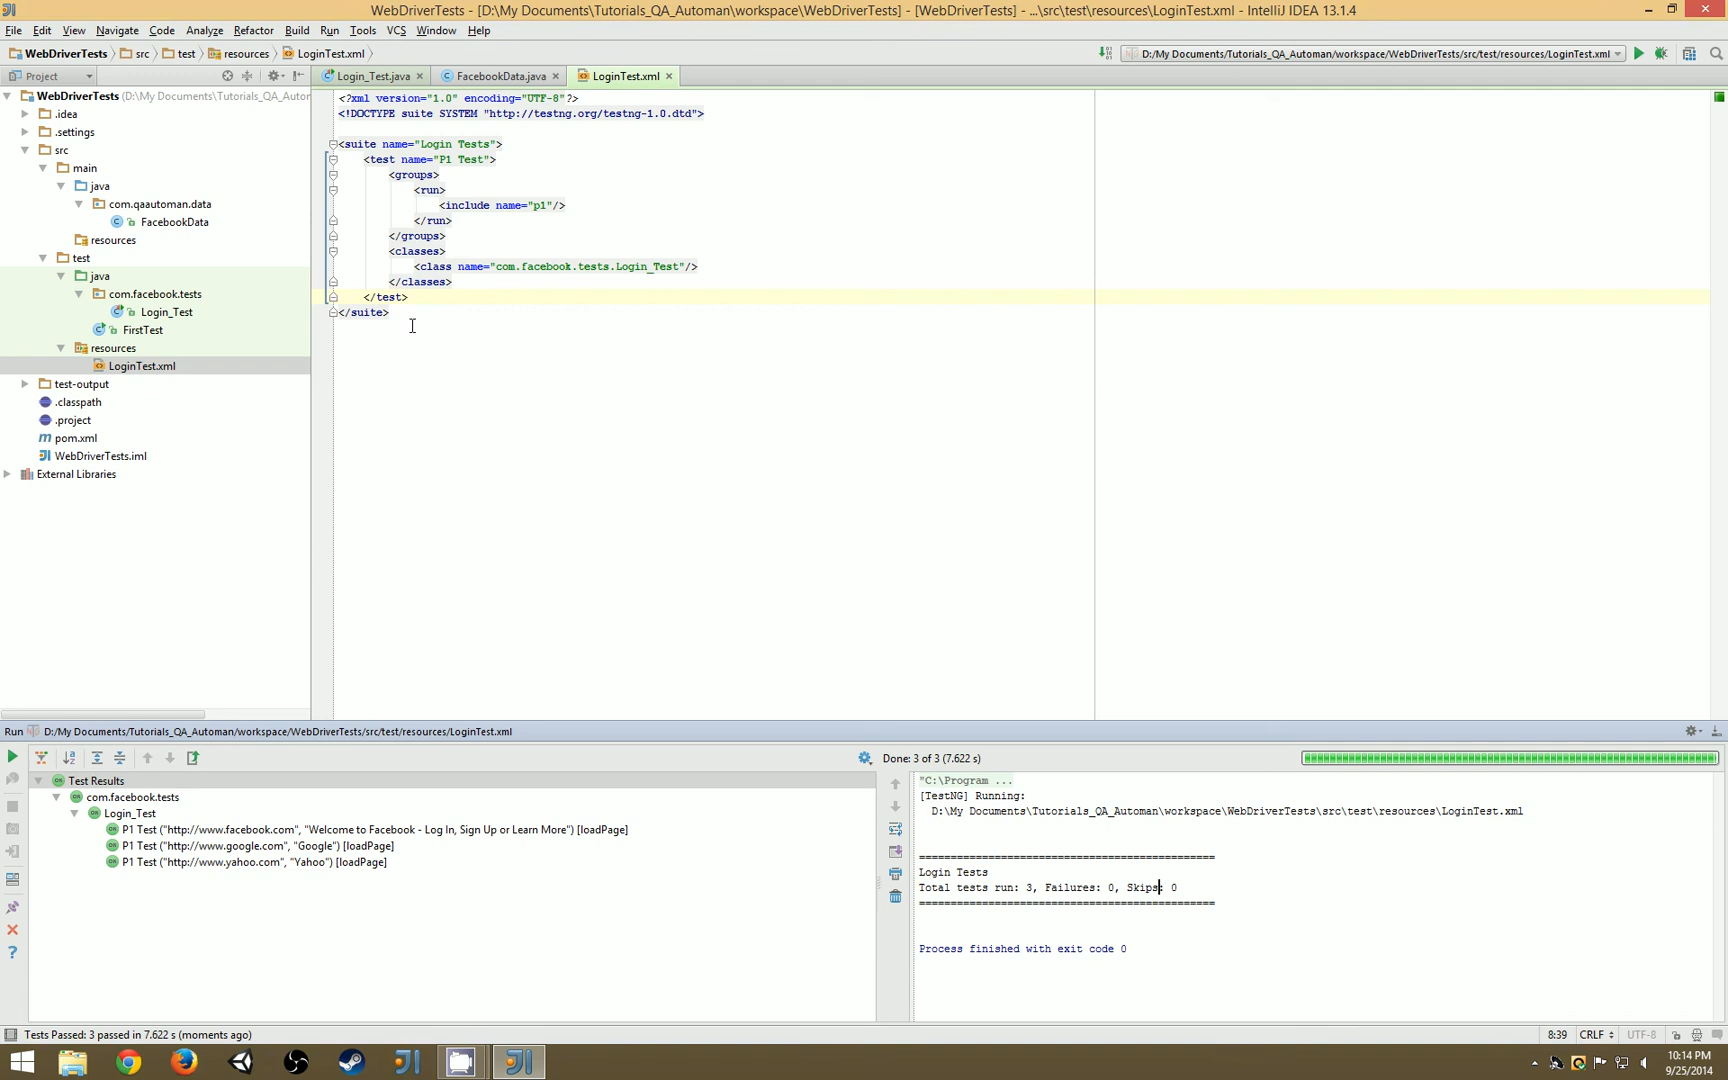 WebDriverTests - [D:\My Documents\Tutorials_QA_Automan\workspace\WebDriverTests] - [WebDriverTests] - ...\src\test\resources\LoginTest.xml - IntelliJ IDEA 13.1.4
File Edit View Navigate Code Analyze Refactor Build Run Tools VCS Window Help
WebDriverTests src test resources LoginTest.xml
D:/My Documents/Tutorials_QA_Automan/workspace/WebDriverTests/src/test/resources/LoginTest.xml
Project
Login_Test.java FacebookData.java LoginTest.xml
WebDriverTests (D:\My Documents\Tutorials_QA_Autor
.idea
.settings
src
main
java
com.qaautoman.data
FacebookData
resources
test
java
com.facebook.tests
Login_Test
FirstTest
resources
LoginTest.xml
test-output
.classpath
.project
pom.xml
WebDriverTests.iml
External Libraries
<?xml version="1.0" encoding="UTF-8"?>
<!DOCTYPE suite SYSTEM "http://testng.org/testng-1.0.dtd">
<suite name="Login Tests">
<test name="P1 Test">
<groups>
<run>
<include name="p1"/>
</run>
</groups>
<classes>
<class name="com.facebook.tests.Login_Test"/>
</classes>
</test>
</suite>
Run D:/My Documents/Tutorials_QA_Automan/workspace/WebDriverTests/src/test/resources/LoginTest.xml
Done: 3 of 3 (7.622 s)
Test Results
com.facebook.tests
Login_Test
P1 Test ("http://www.facebook.com", "Welcome to Facebook - Log In, Sign Up or Learn More") [loadPage]
P1 Test ("http://www.google.com", "Google") [loadPage]
P1 Test ("http://www.yahoo.com", "Yahoo") [loadPage]
"C:\Program ...
[TestNG] Running:
D:\My Documents\Tutorials_QA_Automan\workspace\WebDriverTests\src\test\resources\LoginTest.xml
===============================================
Login Tests
Total tests run: 3, Failures: 0, Skips: 0
===============================================
Process finished with exit code 0
Tests Passed: 3 passed in 7.622 s (moments ago)
8:39 CRLF UTF-8
10:14 PM
9/25/2014